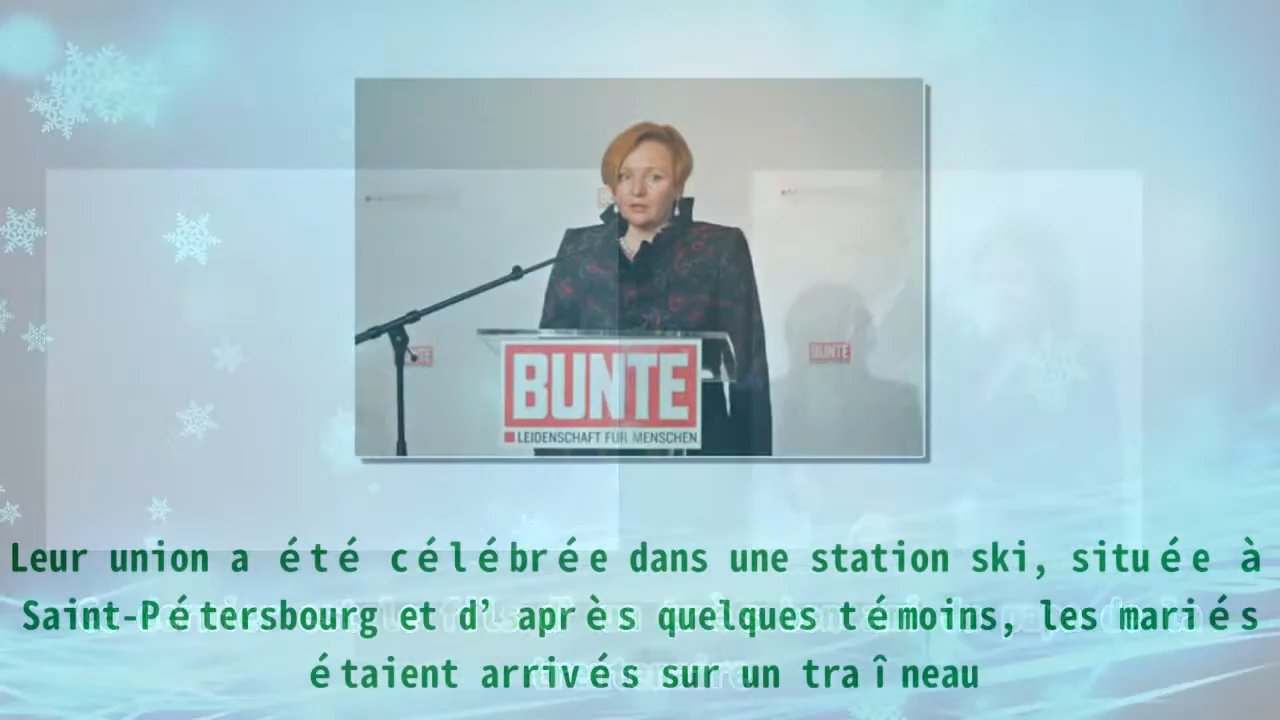 BUNTE
LEIDENSCHAFT FÜR MENSCHEN
BUNTE
Leur union a été célébrée dans une station ski, située à
Saint-Pétersbourg et d’après quelques témoins, les mariés
étaient arrivés sur un traîneau